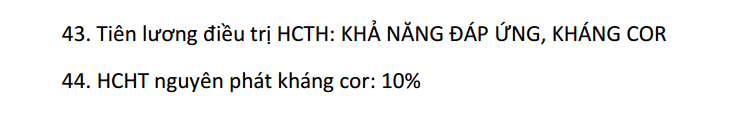 43. Tiên lương điều trị HCTH: KHẢ NĂNG ĐÁP ỨNG, KHÁNG COR
44. HCHT nguyên phát kháng cor: 10%